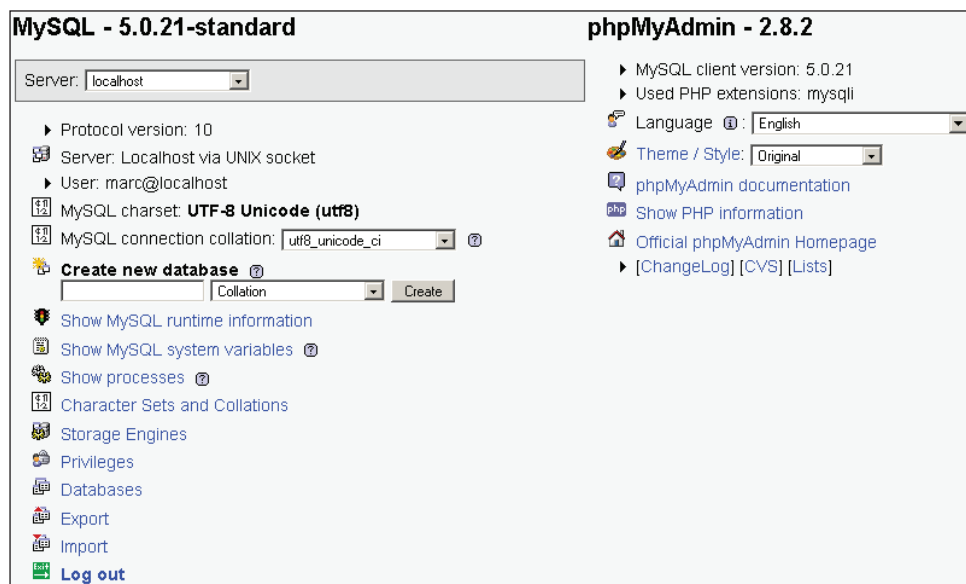 MySQL - 5.0.21-standard
Server: localhost
Protocol version: 10
Server: Localhost via UNIX socket
User: marc@localhost
MySQL charset: UTF-8 Unicode (utf8)
MySQL connection collation: utf8_unicode_ci ?
Create new database ?
Collation Create
Show MySQL runtime information
Show MySQL system variables ?
Show processes ?
Character Sets and Collations
Storage Engines
Privileges
Databases
Export
Import
Exit Log out
phpMyAdmin - 2.8.2
MySQL client version: 5.0.21
Used PHP extensions: mysqli
Language i : English
Theme / Style: Original
? phpMyAdmin documentation
php Show PHP information
Official phpMyAdmin Homepage
[ChangeLog] [CVS] [Lists]